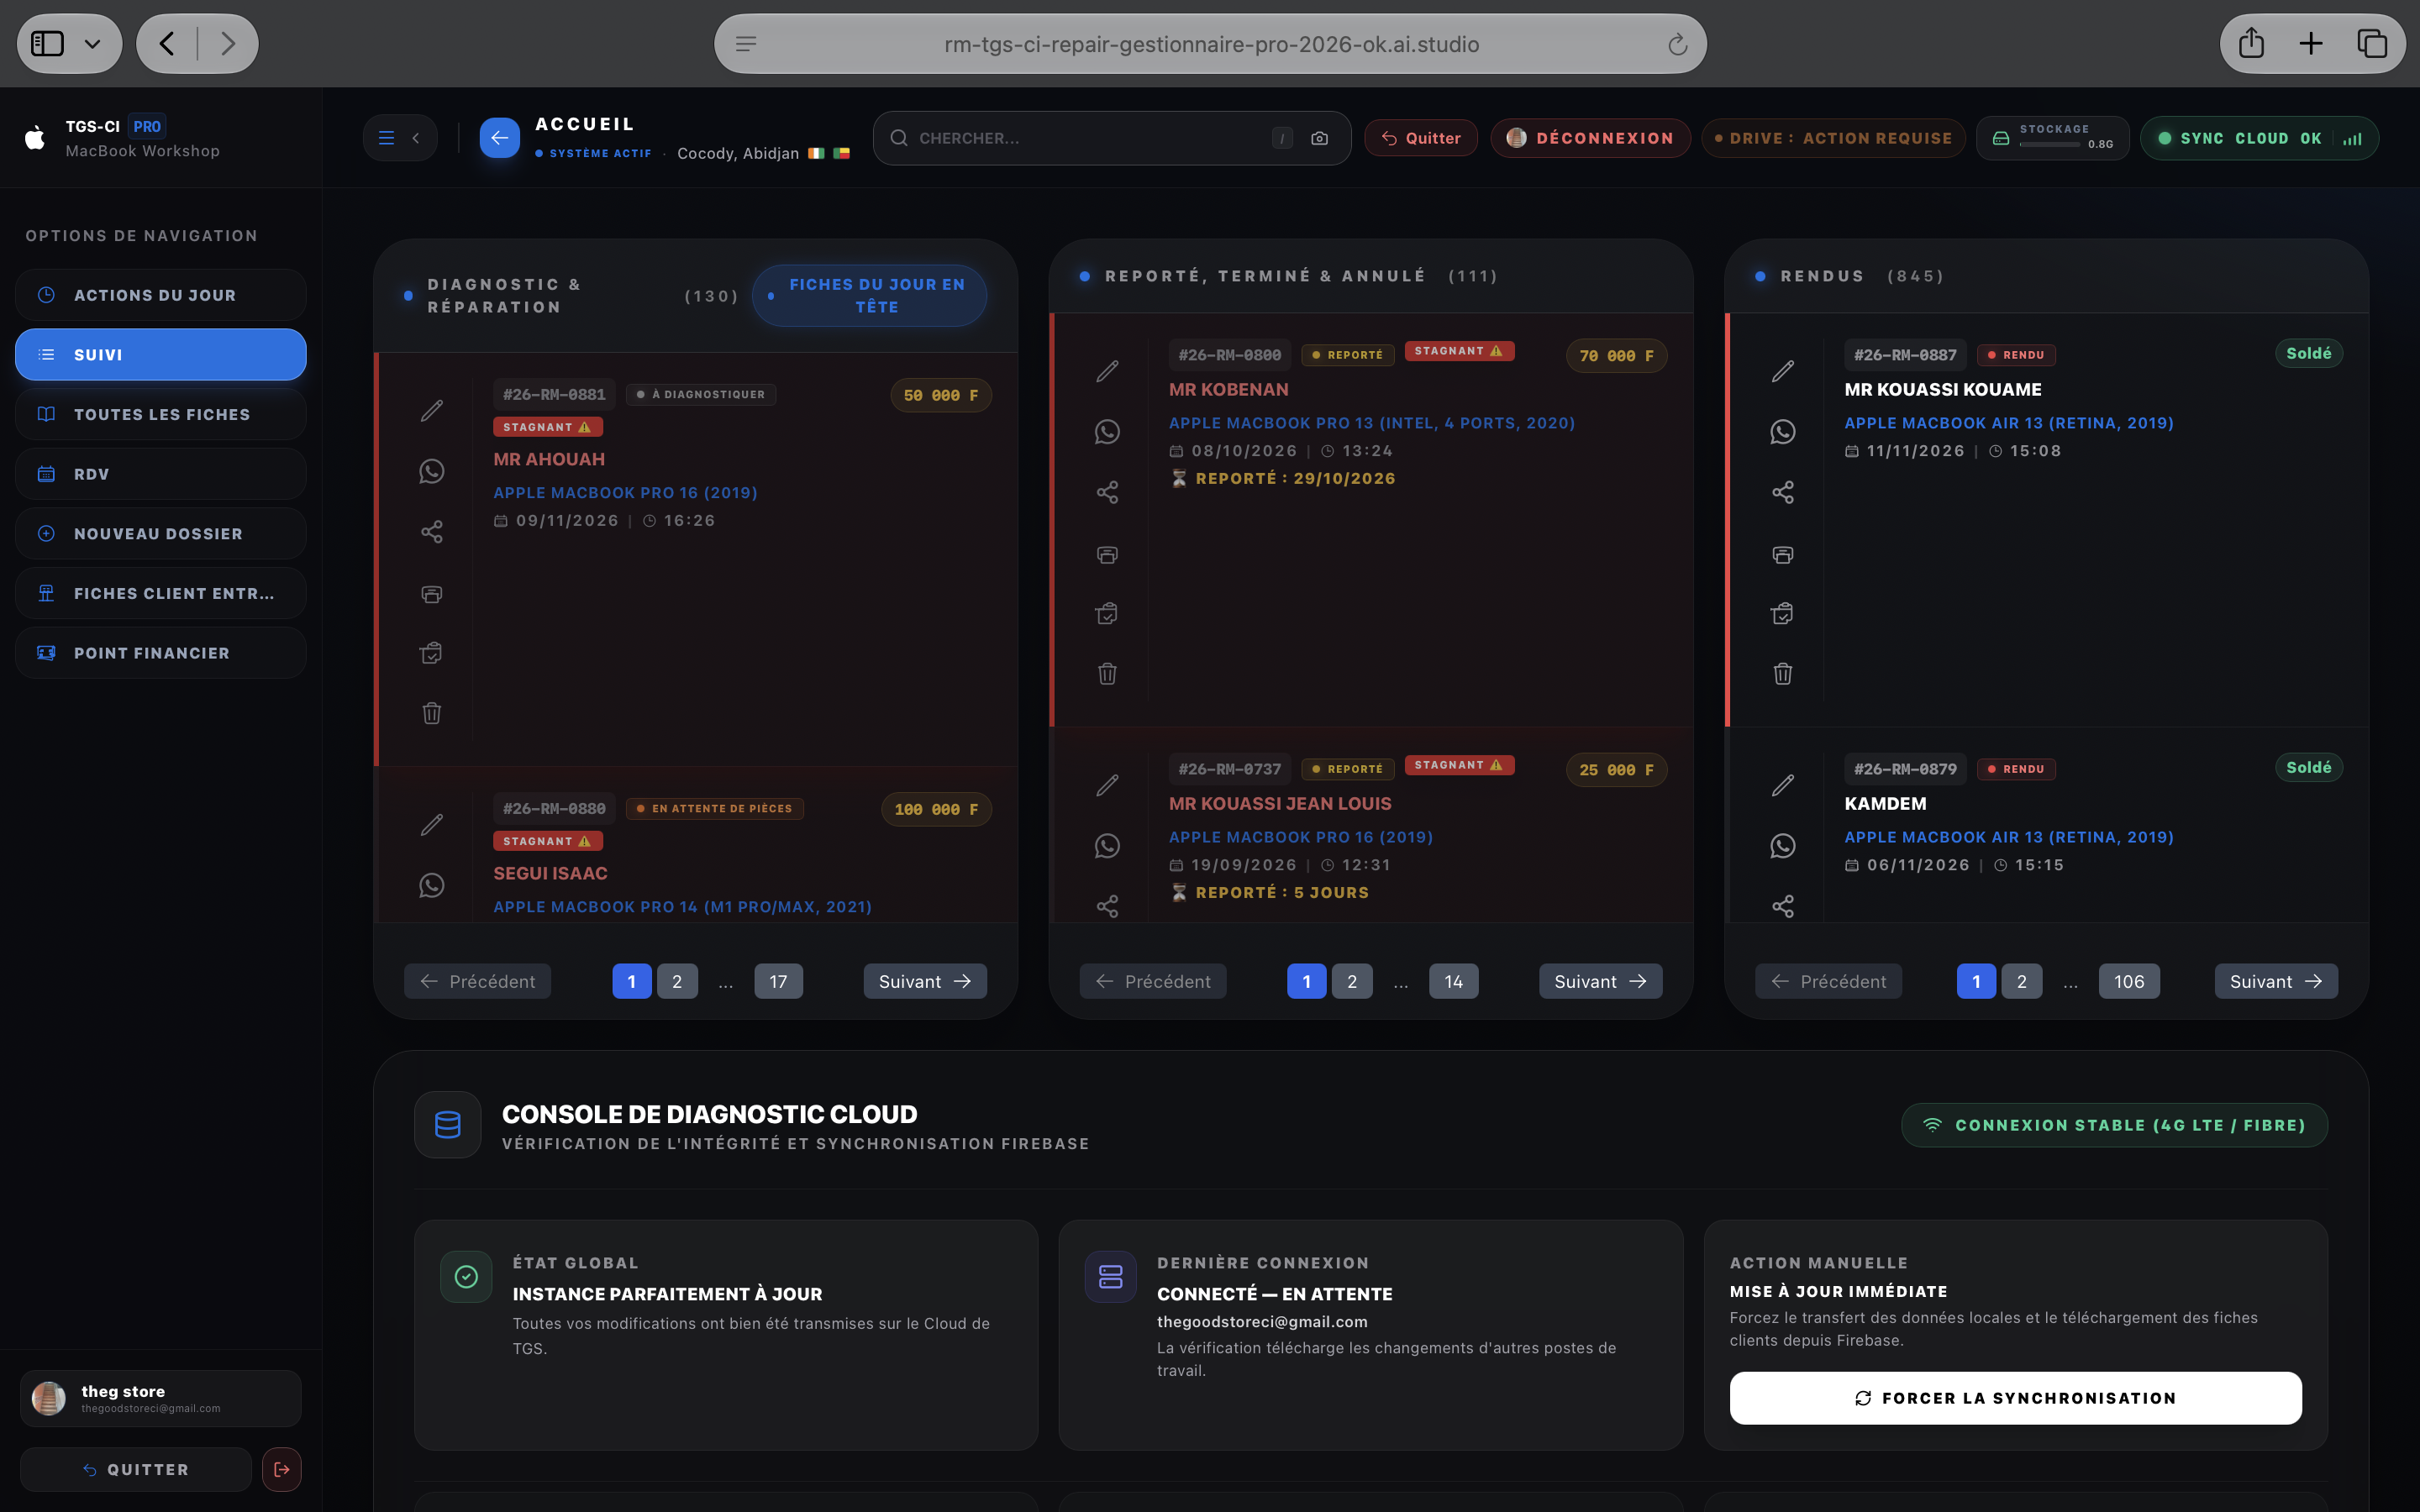 rm-tgs-ci-repair-gestionnaire-pro-2026-ok.ai.studio
TGS-CI PRO
MacBook Workshop
ACCUEIL
SYSTÈME ACTIF · Cocody, Abidjan
CHERCHER... /
Quitter
DÉCONNEXION
DRIVE : ACTION REQUISE
STOCKAGE
0.8G
SYNC CLOUD OK
OPTIONS DE NAVIGATION
ACTIONS DU JOUR
SUIVI
TOUTES LES FICHES
RDV
NOUVEAU DOSSIER
FICHES CLIENT ENTR...
POINT FINANCIER
theg store
thegoodstoreci@gmail.com
QUITTER
DIAGNOSTIC &
RÉPARATION
(130)
FICHES DU JOUR EN
TÊTE
#26-RM-0881 À DIAGNOSTIQUER 50 000 F
STAGNANT
MR AHOUAH
APPLE MACBOOK PRO 16 (2019)
09/11/2026 | 16:26
#26-RM-0880 EN ATTENTE DE PIÈCES 100 000 F
STAGNANT
SEGUI ISAAC
APPLE MACBOOK PRO 14 (M1 PRO/MAX, 2021)
Précédent 1 2 ... 17 Suivant
REPORTÉ, TERMINÉ & ANNULÉ (111)
#26-RM-0800 REPORTÉ STAGNANT 70 000 F
MR KOBENAN
APPLE MACBOOK PRO 13 (INTEL, 4 PORTS, 2020)
08/10/2026 | 13:24
REPORTÉ : 29/10/2026
#26-RM-0737 REPORTÉ STAGNANT 25 000 F
MR KOUASSI JEAN LOUIS
APPLE MACBOOK PRO 16 (2019)
19/09/2026 | 12:31
REPORTÉ : 5 JOURS
Précédent 1 2 ... 14 Suivant
RENDUS (845)
#26-RM-0887 RENDU Soldé
MR KOUASSI KOUAME
APPLE MACBOOK AIR 13 (RETINA, 2019)
11/11/2026 | 15:08
#26-RM-0879 RENDU Soldé
KAMDEM
APPLE MACBOOK AIR 13 (RETINA, 2019)
06/11/2026 | 15:15
Précédent 1 2 ... 106 Suivant
CONSOLE DE DIAGNOSTIC CLOUD
VÉRIFICATION DE L'INTÉGRITÉ ET SYNCHRONISATION FIREBASE
CONNEXION STABLE (4G LTE / FIBRE)
ÉTAT GLOBAL
INSTANCE PARFAITEMENT À JOUR
Toutes vos modifications ont bien été transmises sur le Cloud de
TGS.
DERNIÈRE CONNEXION
CONNECTÉ — EN ATTENTE
thegoodstoreci@gmail.com
La vérification télécharge les changements d'autres postes de
travail.
ACTION MANUELLE
MISE À JOUR IMMÉDIATE
Forcez le transfert des données locales et le téléchargement des fiches
clients depuis Firebase.
FORCER LA SYNCHRONISATION